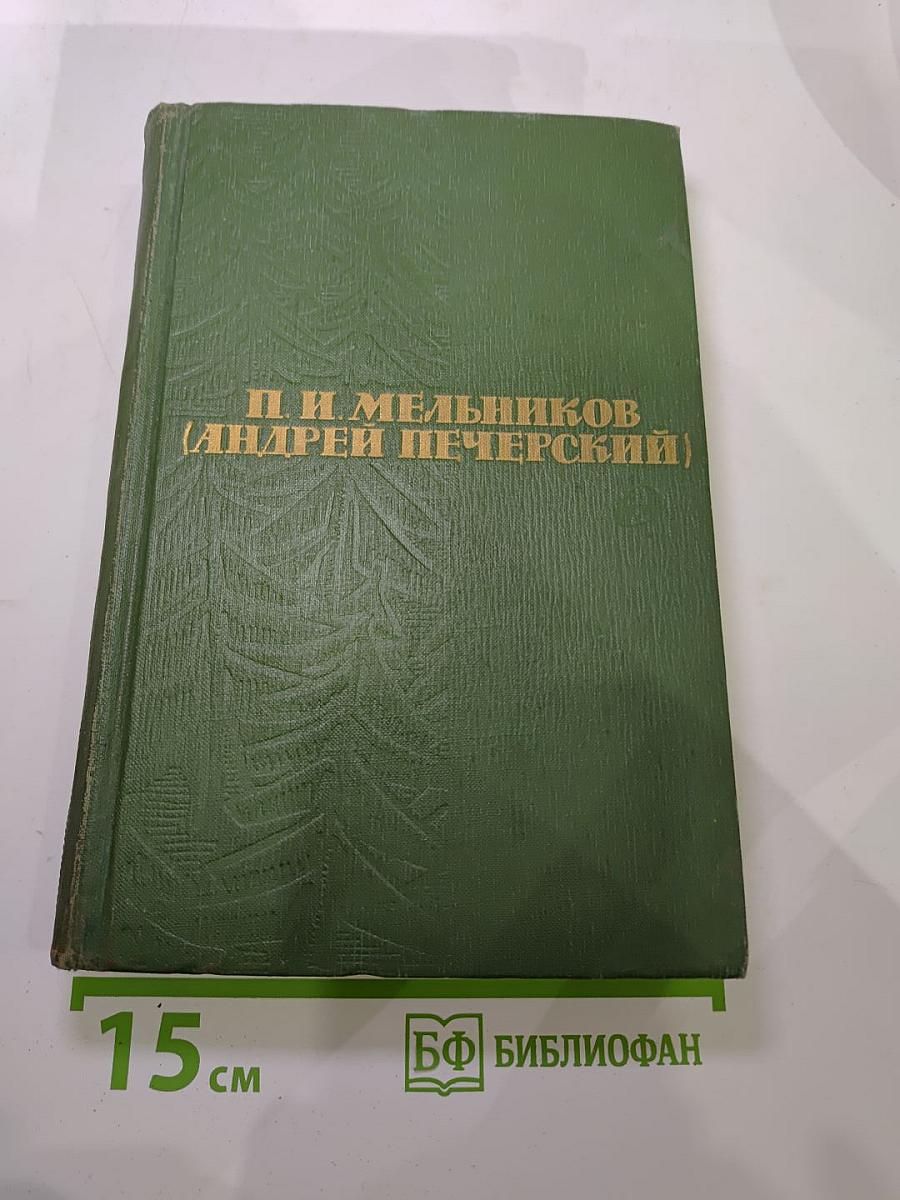 П. И. МЕЛЬНИКОВ
(АНДРЕЙ ПЕЧЕРСКИЙ)
15 см
БФ БИБЛИОФАН